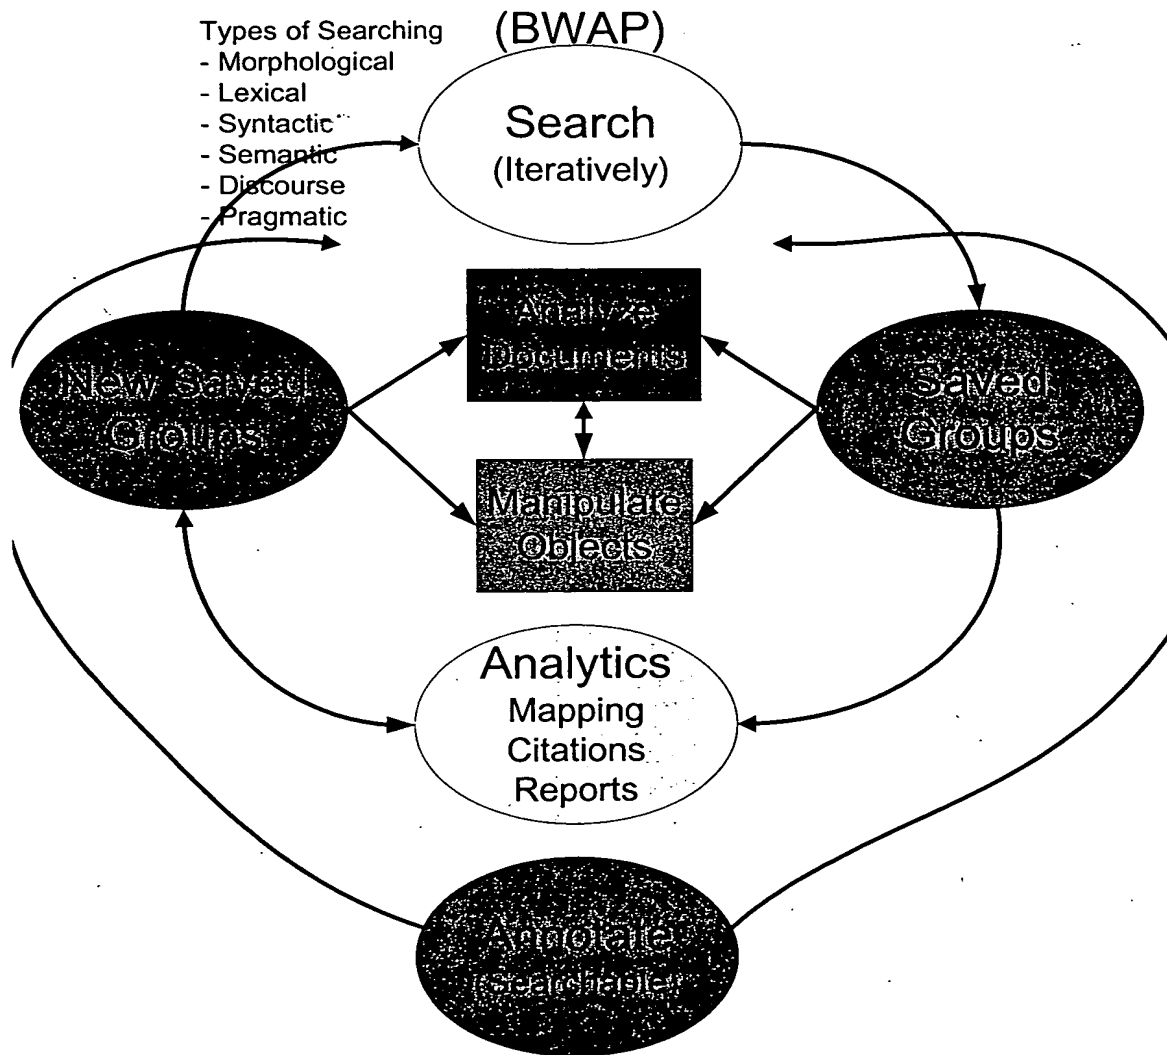 (BWAP)
Types of Searching
- Morphological
- Lexical
- Syntactic
- Semantic
- Discourse
- Pragmatic
Search
(Iteratively)
Analyze
Documents
New Saved
Groups
Saved
Groups
Manipulate
Objects
Analytics
Mapping
Citations
Reports
Annotate
(Searchable)